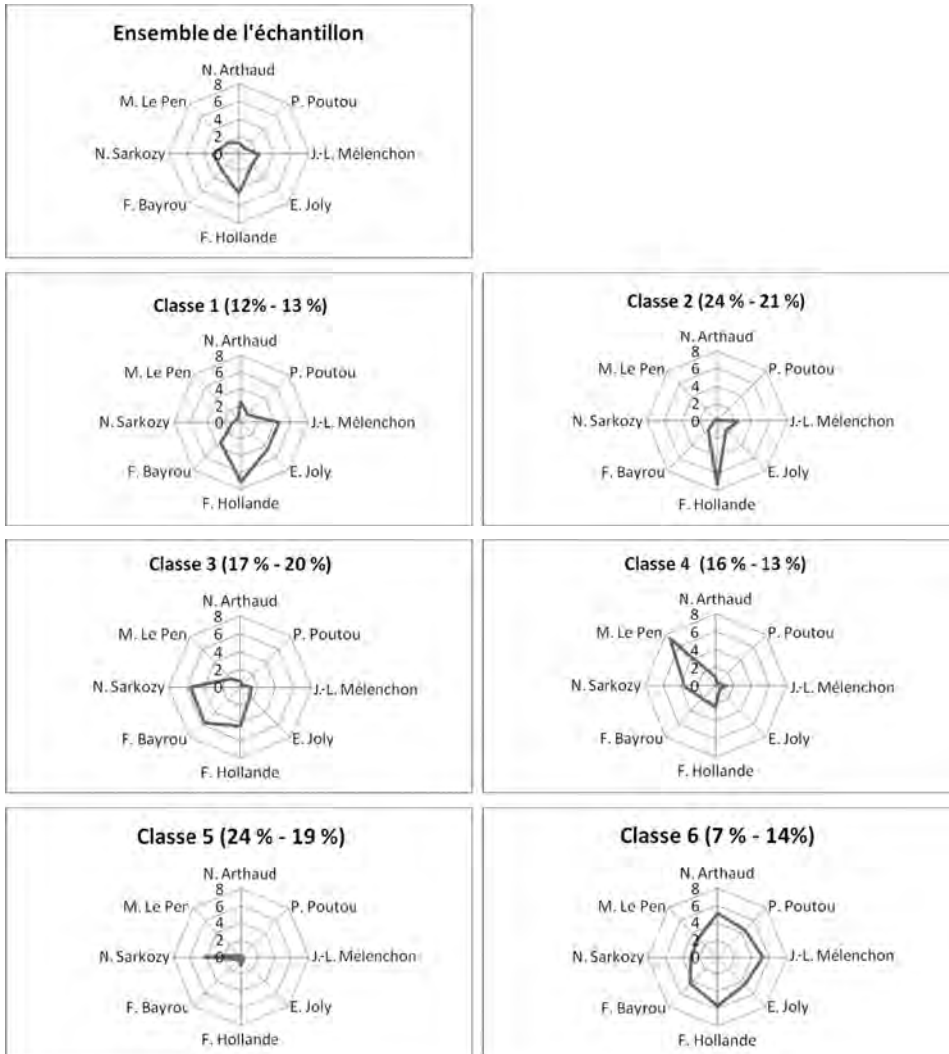 Ensemble de l'échantillon
N. Arthaud
8
M. Le Pen
6
P. Poutou
4
2
N. Sarkozy
0
J.-L. Mélenchon
F. Bayrou
E. Joly
F. Hollande
Classe 1 (12% - 13 %)
N. Arthaud
8
M. Le Pen
6
P. Poutou
4
2
N. Sarkozy
0
J.-L. Mélenchon
F. Bayrou
E. Joly
F. Hollande
Classe 2 (24 % - 21 %)
N. Arthaud
8
M. Le Pen
6
P. Poutou
4
2
N. Sarkozy
0
J.-L. Mélenchon
F. Bayrou
E. Joly
F. Hollande
Classe 3 (17 % - 20 %)
N. Arthaud
8
M. Le Pen
6
P. Poutou
4
2
N. Sarkozy
0
J.-L. Mélenchon
F. Bayrou
E. Joly
F. Hollande
Classe 4 (16 % - 13 %)
N. Arthaud
8
M. Le Pen
6
P. Poutou
4
2
N. Sarkozy
0
J.-L. Mélenchon
F. Bayrou
E. Joly
F. Hollande
Classe 5 (24 % - 19 %)
N. Arthaud
8
M. Le Pen
6
P. Poutou
4
2
N. Sarkozy
0
J.-L. Mélenchon
F. Bayrou
E. Joly
F. Hollande
Classe 6 (7 % - 14%)
N. Arthaud
8
M. Le Pen
6
P. Poutou
4
2
N. Sarkozy
0
J.-L. Mélenchon
F. Bayrou
E. Joly
F. Hollande